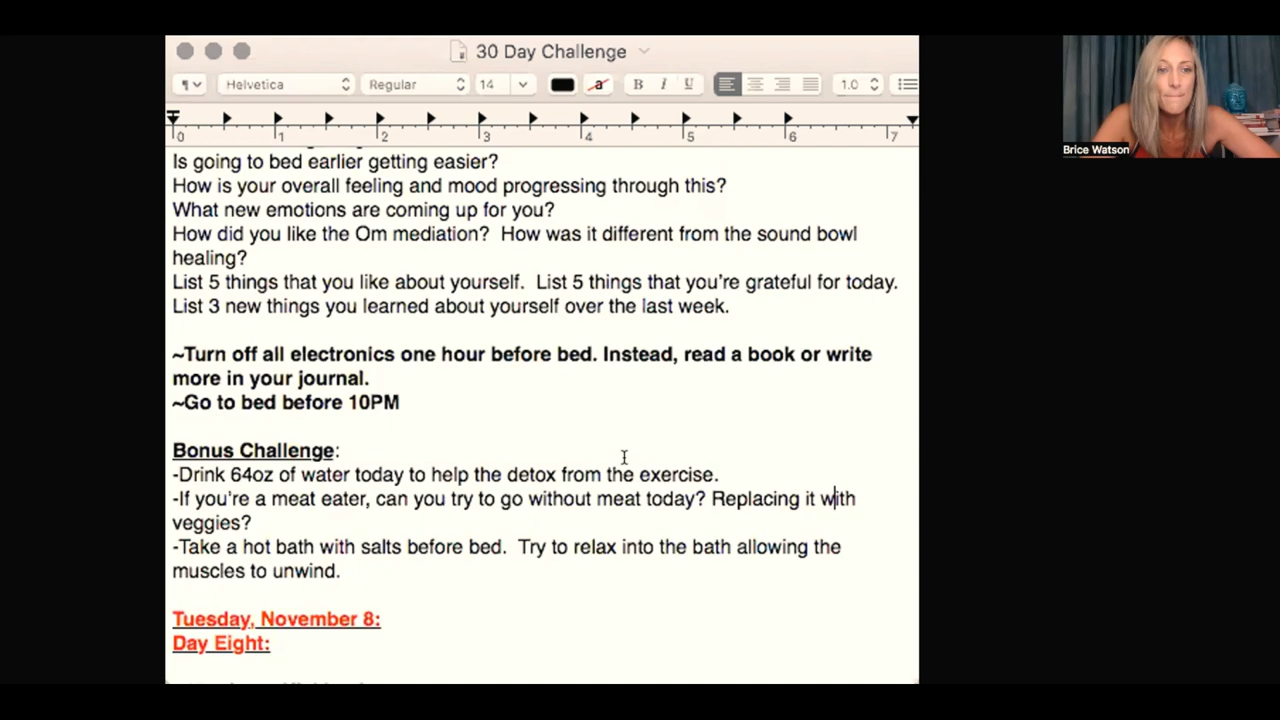 30 Day Challenge
Helvetica Regular 14 a B I U 1.0
0 1 2 3 4 5 6 7
Is going to bed earlier getting easier?
How is your overall feeling and mood progressing through this?
What new emotions are coming up for you?
How did you like the Om mediation?  How was it different from the sound bowl
healing?
List 5 things that you like about yourself.  List 5 things that you're grateful for today.
List 3 new things you learned about yourself over the last week.
~Turn off all electronics one hour before bed. Instead, read a book or write
more in your journal.
~Go to bed before 10PM
Bonus Challenge:
-Drink 64oz of water today to help the detox from the exercise.
-If you're a meat eater, can you try to go without meat today? Replacing it with
veggies?
-Take a hot bath with salts before bed.  Try to relax into the bath allowing the
muscles to unwind.
Tuesday, November 8:
Day Eight:
Brice Watson